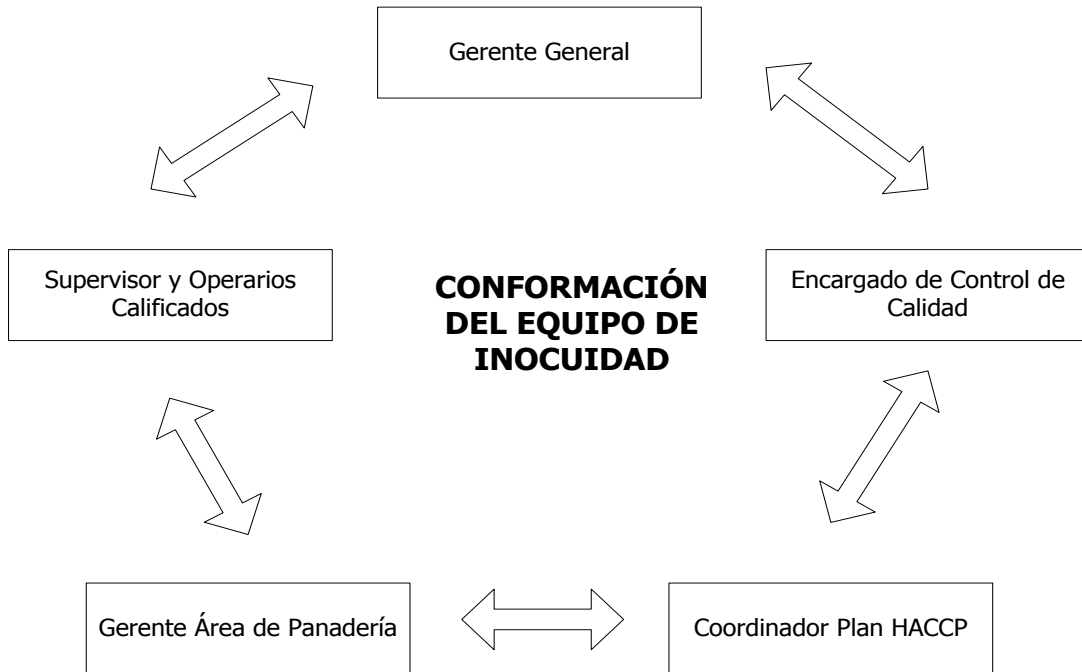 Gerente General
Supervisor y Operarios
Calificados
CONFORMACIÓN
DEL EQUIPO DE
INOCUIDAD
Encargado de Control de
Calidad
Gerente Área de Panadería
Coordinador Plan HACCP